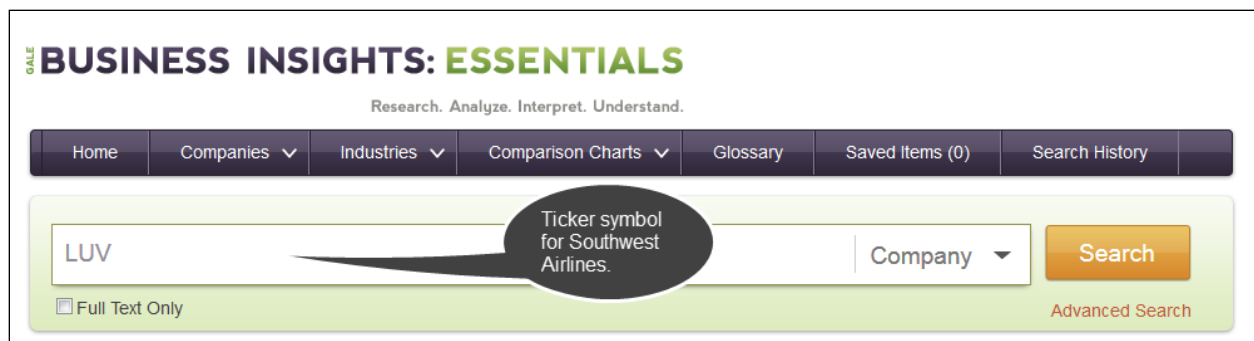 GALE BUSINESS INSIGHTS: ESSENTIALS
Research. Analyze. Interpret. Understand.
Home Companies Industries Comparison Charts Glossary Saved Items (0) Search History
Ticker symbol
for Southwest
Airlines.
LUV Company Search
Full Text Only Advanced Search